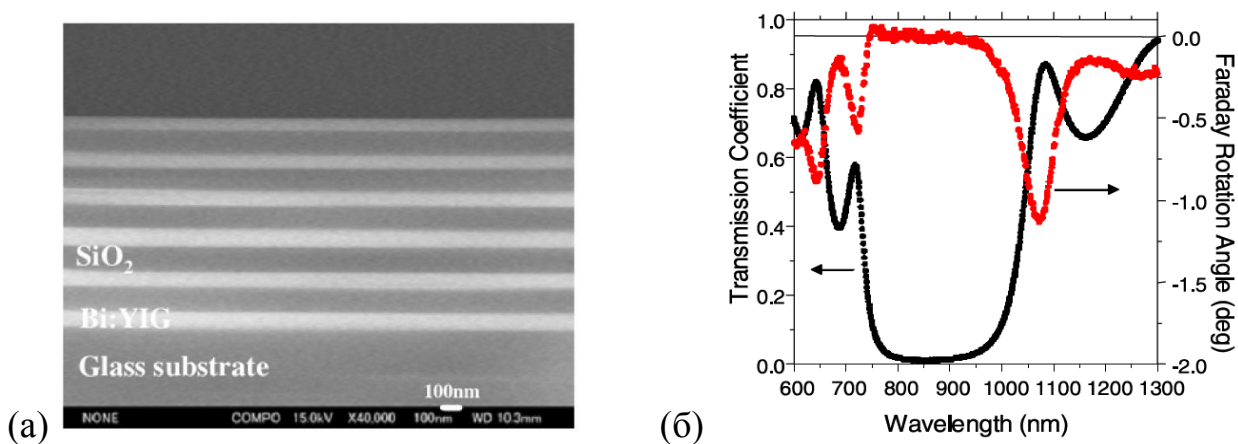 SiO₂
Bi:YIG
Glass substrate
100nm
NONE COMPO 15.0kV X40,000 100nm WD 10.3mm
(a)
1.0
0.8
0.6
0.4
0.2
0.0
Transmission Coefficient
600 700 800 900 1000 1100 1200 1300
Wavelength (nm)
0.0
-0.5
-1.0
-1.5
-2.0
Faraday Rotation Angle (deg)
(б)